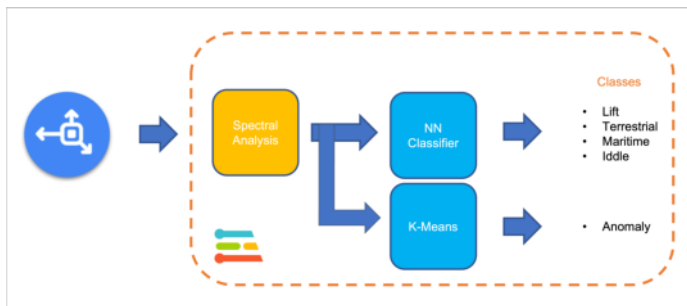 Classes
Spectral
Analysis
NN
Classifier
• Lift
• Terrestrial
• Maritime
• Iddle
K-Means
• Anomaly